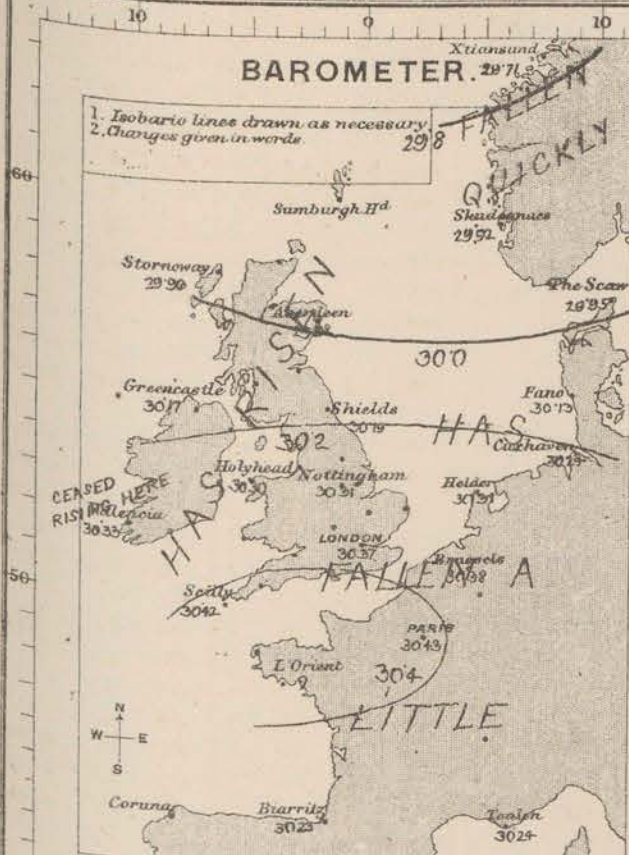 10 0 10
Xtiansund
29·71
BAROMETER.
1. Isobaric lines drawn as necessary
2. Changes given in words.
29·8
FALLEN
QUICKLY
60
Sumburgh Hd
Skudesnaes
29·92
Stornoway
29·90
The Scaw
29·95
Aberdeen
30·0
HAS RISEN
Greencastle
30·17
Shields
30·19
Fano
30·13
HAS
30·2
Cuxhaven
Holyhead
30·30
Nottingham
30·31
Helder
30·31
CEASED
RISING HERE
Valencia
30·33
LONDON
30·37
Brussels
30·38
50
FALLEN A
Scilly
30·42
PARIS
30·43
L'Orient
30·4
LITTLE
N
W E
S
Coruna
Biarritz
30·23
Toulon
30·24